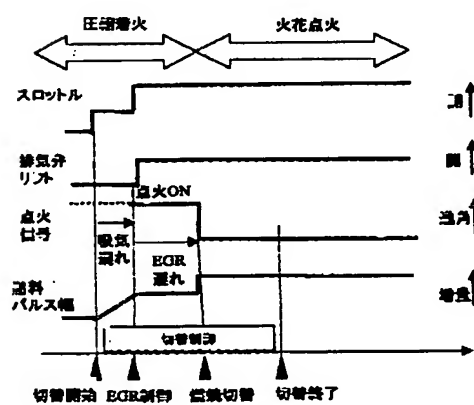 圧縮着火 火花点火
スロットル
排気弁
リフト
点火ON
点火
信号
吸気
遅れ
EGR
遅れ
進角
燃料
パルス幅
増量
切替制御
切替開始 EGR制御 燃焼切替 切替終了